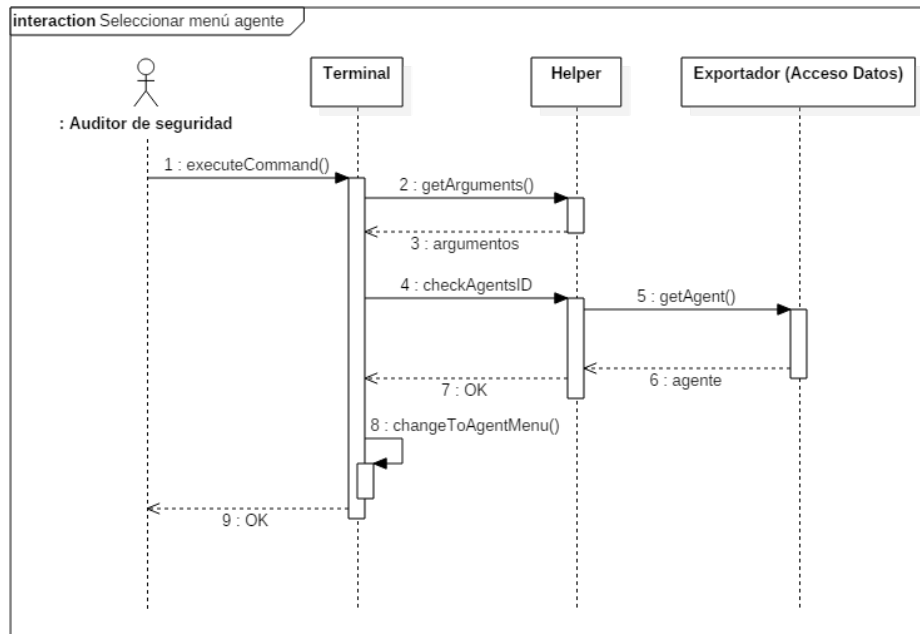 interaction Seleccionar menú agente
Terminal
Helper
Exportador (Acceso Datos)
: Auditor de seguridad
1 : executeCommand()
2 : getArguments()
3 : argumentos
4 : checkAgentsID
5 : getAgent()
6 : agente
7 : OK
8 : changeToAgentMenu()
9 : OK